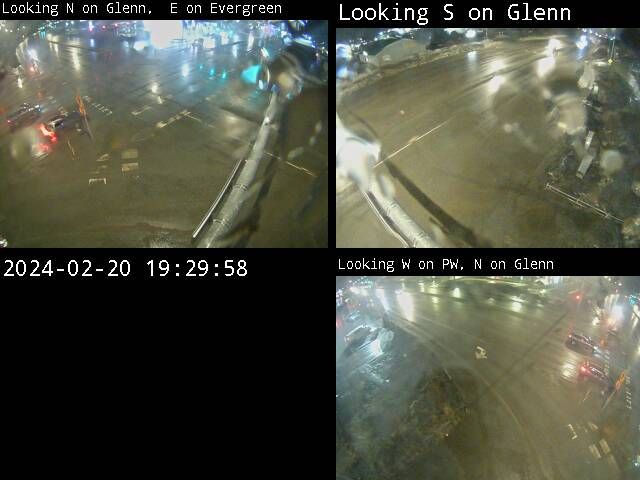 Looking N on Glenn,  E on Evergreen
Looking S on Glenn
2024-02-20 19:29:58
Looking W on PW, N on Glenn